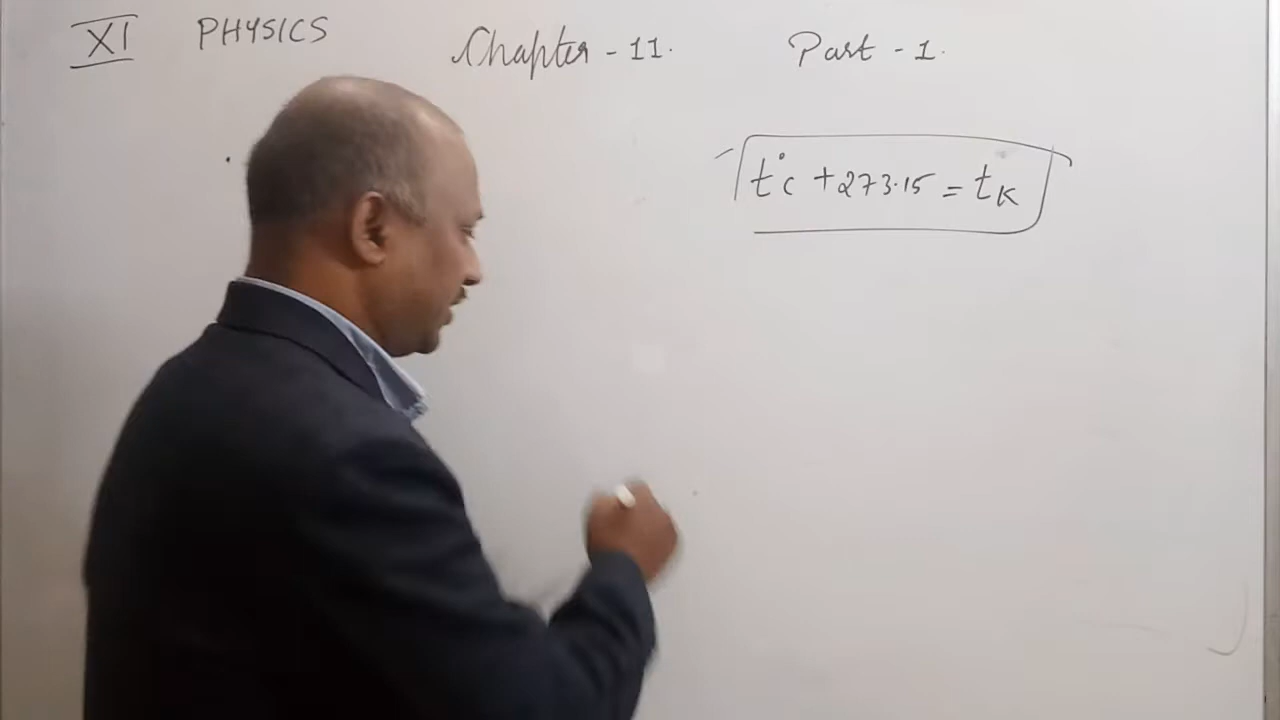 XI PHYSICS Chapter - 11. Part - 1.
t°c + 273.15 = tK